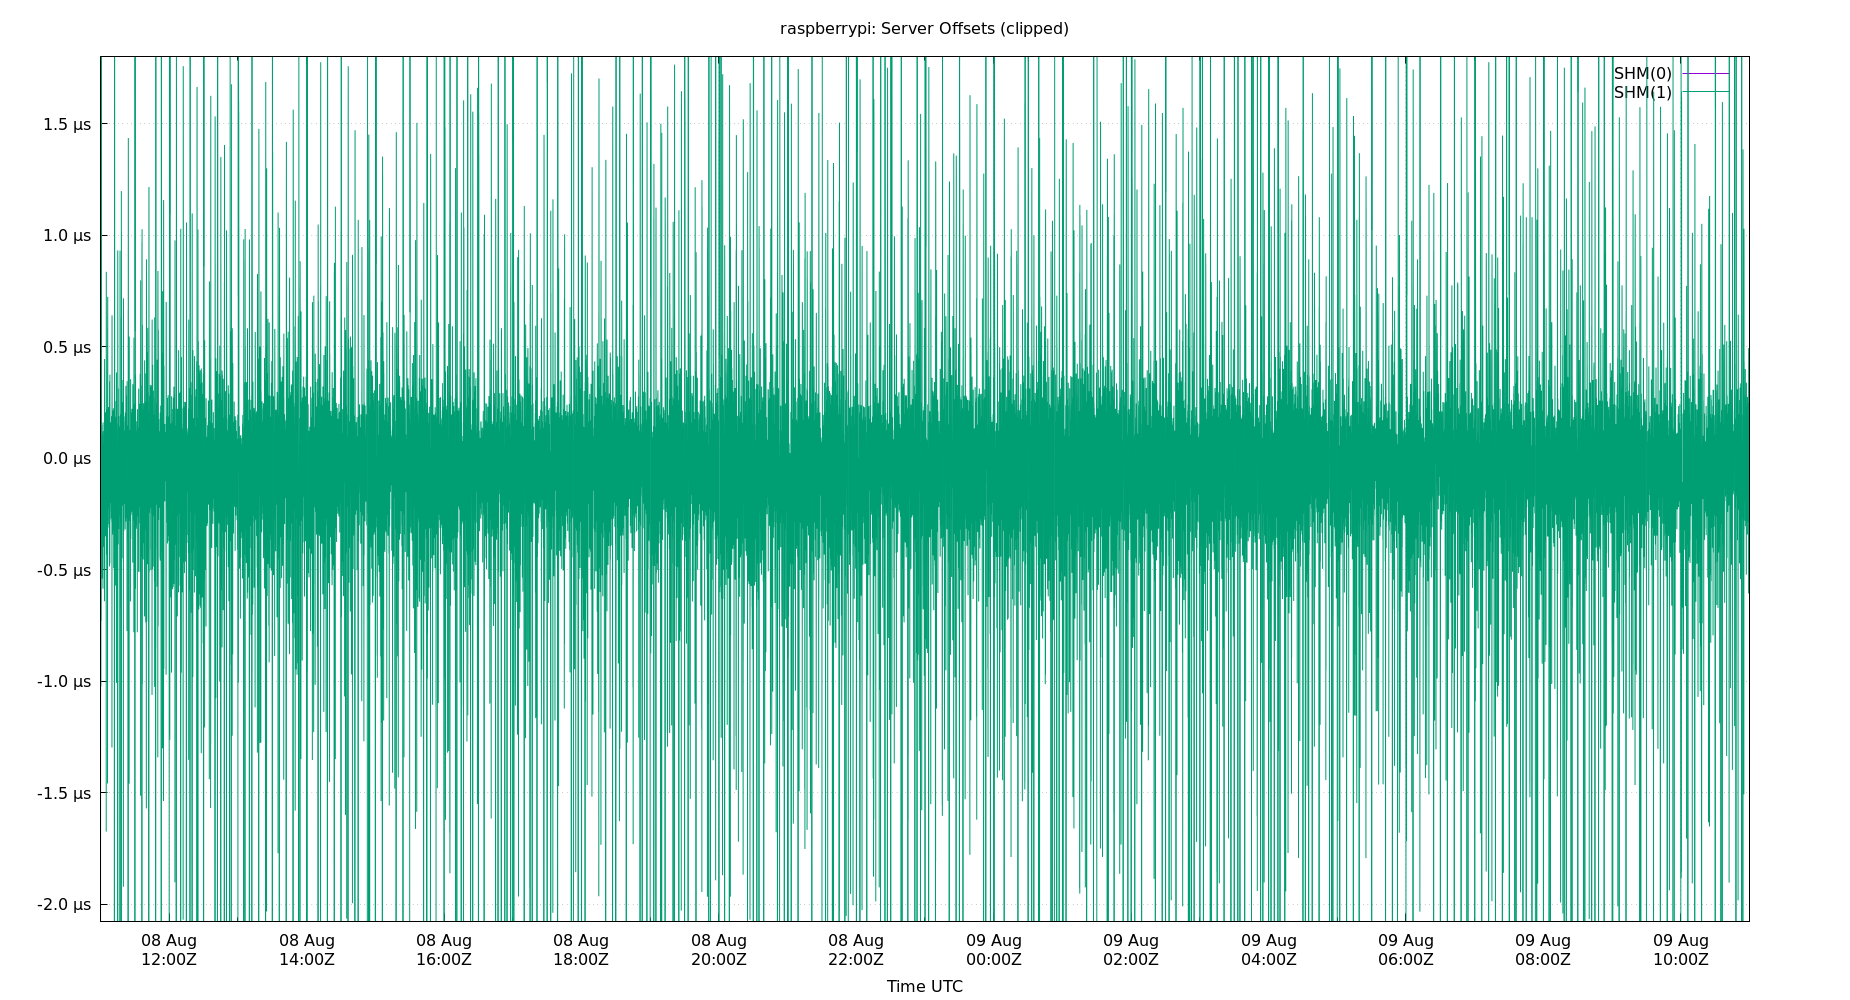 raspberrypi: Server Offsets (clipped)
SHM(0)
SHM(1)
1.5 µs
1.0 µs
0.5 µs
0.0 µs
-0.5 µs
-1.0 µs
-1.5 µs
-2.0 µs
08 Aug 08 Aug 08 Aug 08 Aug 08 Aug 08 Aug 09 Aug 09 Aug 09 Aug 09 Aug 09 Aug 09 Aug
12:00Z 14:00Z 16:00Z 18:00Z 20:00Z 22:00Z 00:00Z 02:00Z 04:00Z 06:00Z 08:00Z 10:00Z
Time UTC